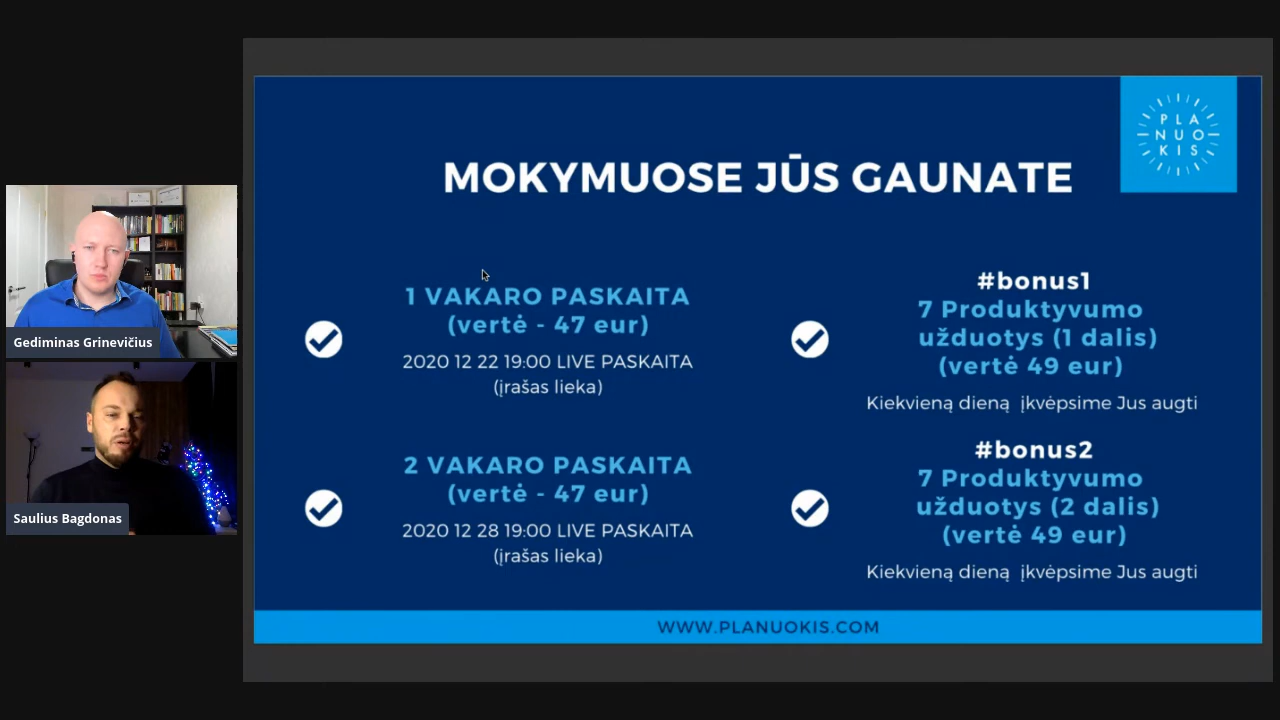 Gediminas Grinevičius
Saulius Bagdonas
PLA
NUO
KIS
MOKYMUOSE JŪS GAUNATE
1 VAKARO PASKAITA
(vertė - 47 eur)
2020 12 22 19:00 LIVE PASKAITA
(įrašas lieka)
#bonus1
7 Produktyvumo
užduotys (1 dalis)
(vertė 49 eur)
Kiekvieną dieną įkvėpsime Jus augti
2 VAKARO PASKAITA
(vertė - 47 eur)
2020 12 28 19:00 LIVE PASKAITA
(įrašas lieka)
#bonus2
7 Produktyvumo
užduotys (2 dalis)
(vertė 49 eur)
Kiekvieną dieną įkvėpsime Jus augti
WWW.PLANUOKIS.COM